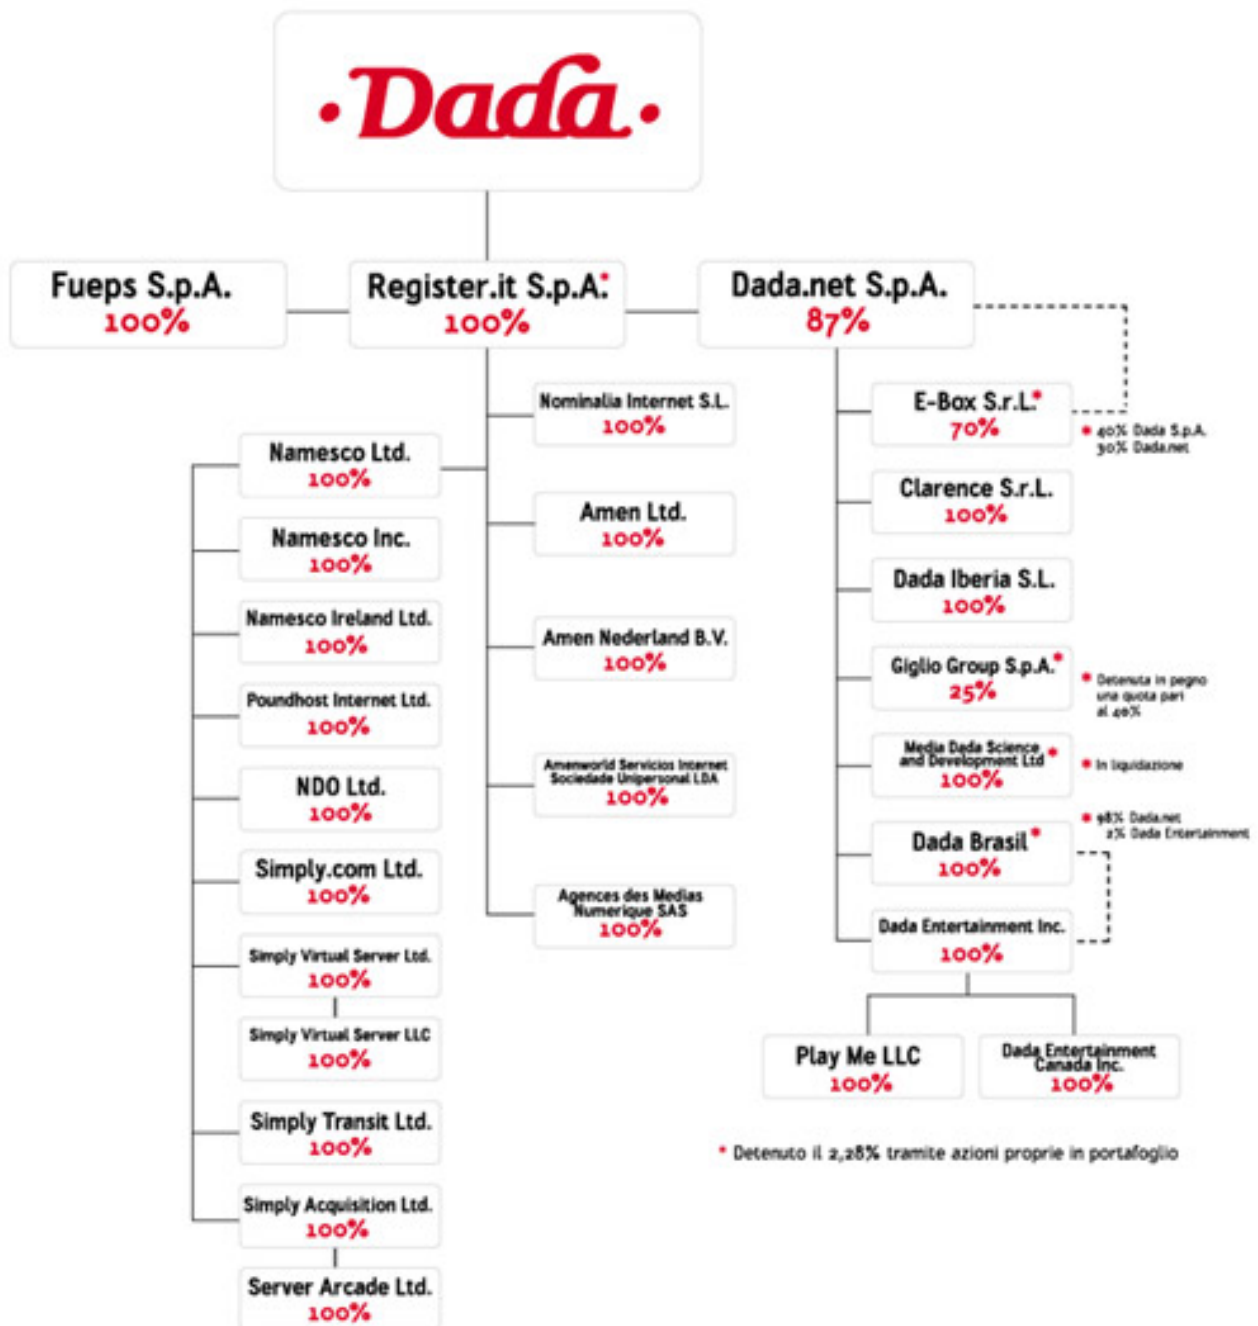 Dada
Fueps S.p.A.
100%
Register.it S.p.A.*
100%
Dada.net S.p.A.
87%
Namesco Ltd.
100%
Namesco Inc.
100%
Namesco Ireland Ltd.
100%
Poundhost Internet Ltd.
100%
NDO Ltd.
100%
Simply.com Ltd.
100%
Simply Virtual Server Ltd.
100%
Simply Virtual Server LLC
100%
Simply Transit Ltd.
100%
Simply Acquisition Ltd.
100%
Server Arcade Ltd.
100%
Nominalia Internet S.L.
100%
Amen Ltd.
100%
Amen Nederland B.V.
100%
Amenworld Servicios Internet
Sociedade Unipersonal LDA
100%
Agences des Medias
Numerique SAS
100%
E-Box S.r.L.*
70%
* 40% Dada S.p.A.
30% Dada.net
Clarence S.r.L.
100%
Dada Iberia S.L.
100%
Giglio Group S.p.A.*
25%
* Detenuta in pegno
una quota pari
al 40%
Media Dada Science
and Development Ltd *
100%
* In liquidazione
Dada Brasil*
100%
* 98% Dada.net
2% Dada Entertainment
Dada Entertainment Inc.
100%
Play Me LLC
100%
Dada Entertainment
Canada Inc.
100%
* Detenuto il 2,28% tramite azioni proprie in portafoglio